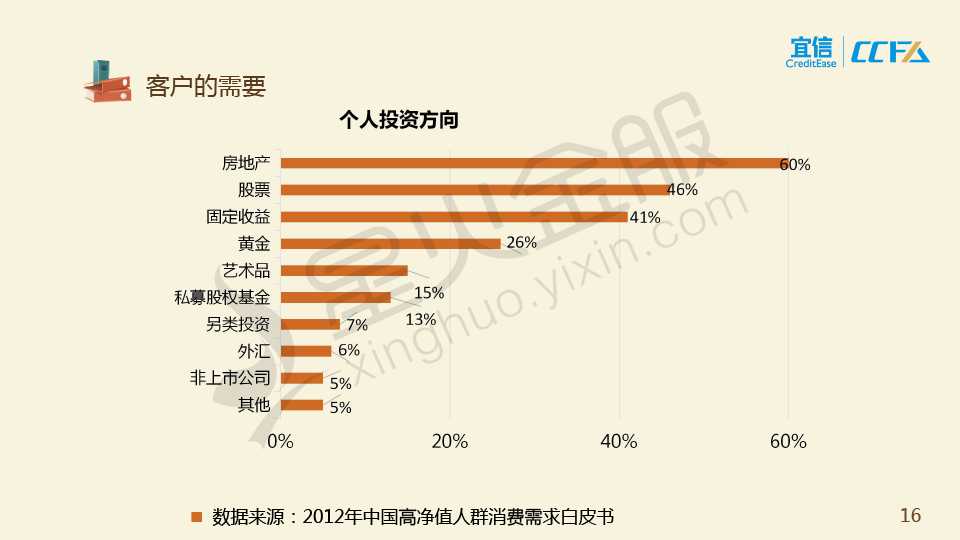 宜信
CreditEase
CCFA
客户的需要
个人投资方向
房地产 60%
股票 46%
固定收益 41%
黄金 26%
艺术品 15%
私募股权基金 13%
另类投资 7%
外汇 6%
非上市公司 5%
其他 5%
0% 20% 40% 60%
星火金服
xinghuo.yixin.com
数据来源：2012年中国高净值人群消费需求白皮书
16